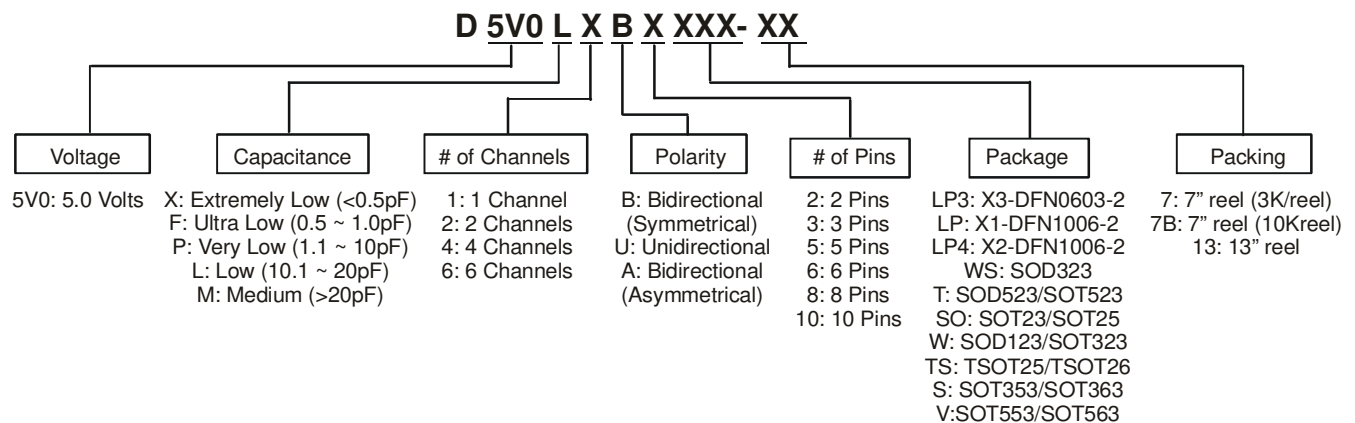 D 5V0 L X B X XXX- XX
Voltage
Capacitance
# of Channels
Polarity
# of Pins
Package
Packing
5V0: 5.0 Volts
X: Extremely Low (<0.5pF)
F: Ultra Low (0.5 ~ 1.0pF)
P: Very Low (1.1 ~ 10pF)
L: Low (10.1 ~ 20pF)
M: Medium (>20pF)
1: 1 Channel
2: 2 Channels
4: 4 Channels
6: 6 Channels
B: Bidirectional
(Symmetrical)
U: Unidirectional
A: Bidirectional
(Asymmetrical)
2: 2 Pins
3: 3 Pins
5: 5 Pins
6: 6 Pins
8: 8 Pins
10: 10 Pins
LP3: X3-DFN0603-2
LP: X1-DFN1006-2
LP4: X2-DFN1006-2
WS: SOD323
T: SOD523/SOT523
SO: SOT23/SOT25
W: SOD123/SOT323
TS: TSOT25/TSOT26
S: SOT353/SOT363
V:SOT553/SOT563
7: 7” reel (3K/reel)
7B: 7” reel (10Kreel)
13: 13” reel